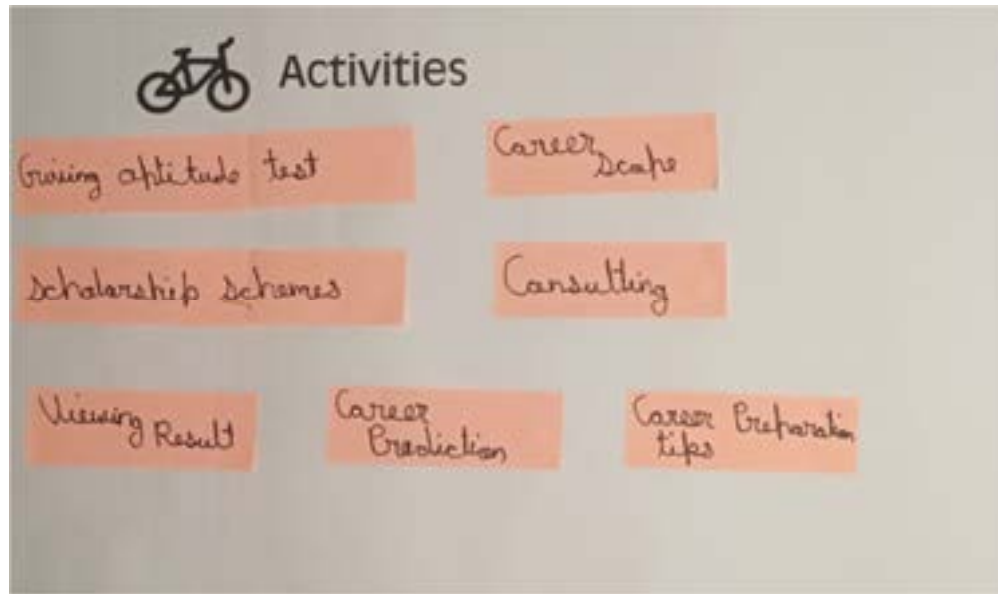 Activities
Giving aptitude test
Career
Scope
Scholarship Schemes
Consulting
Viewing Result
Career
Prediction
Career Preparation
tips